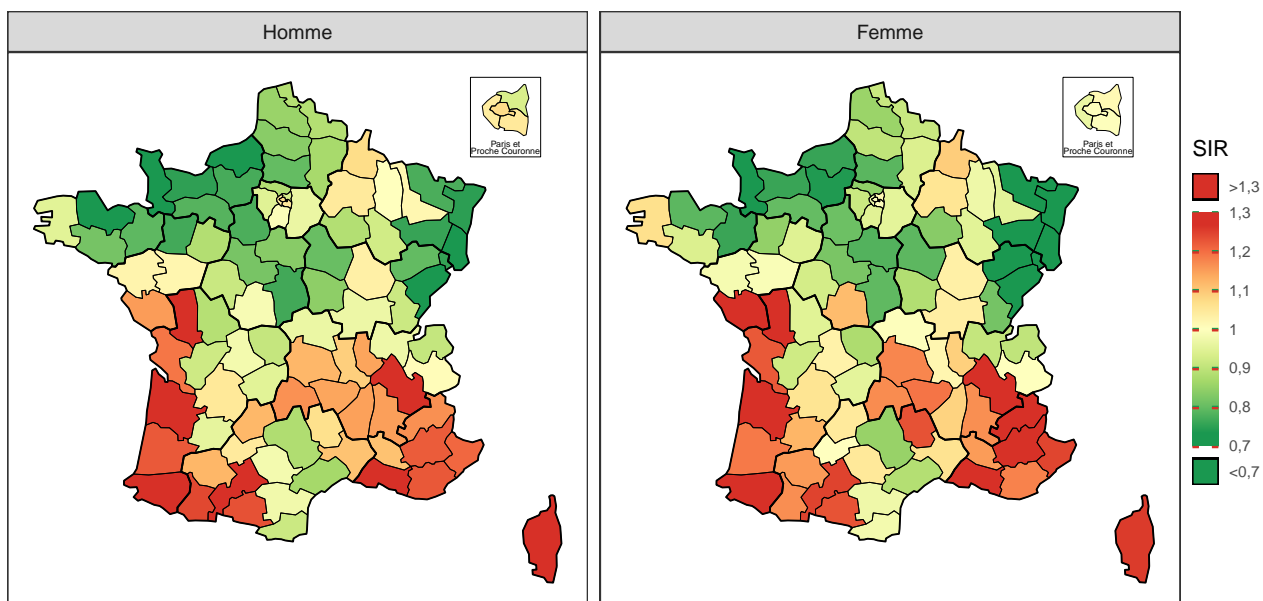 Homme
Femme
Paris et
Proche Couronne
Paris et
Proche Couronne
SIR
>1,3
1,3
1,2
1,1
1
0,9
0,8
0,7
<0,7